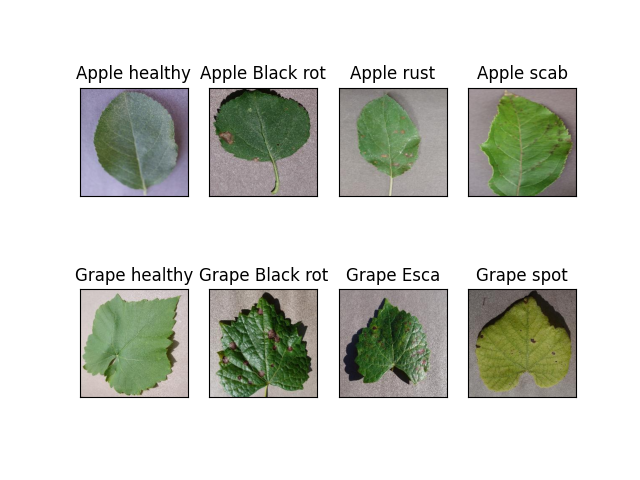 Apple healthy
Apple Black rot
Apple rust
Apple scab
Grape healthy
Grape Black rot
Grape Esca
Grape spot